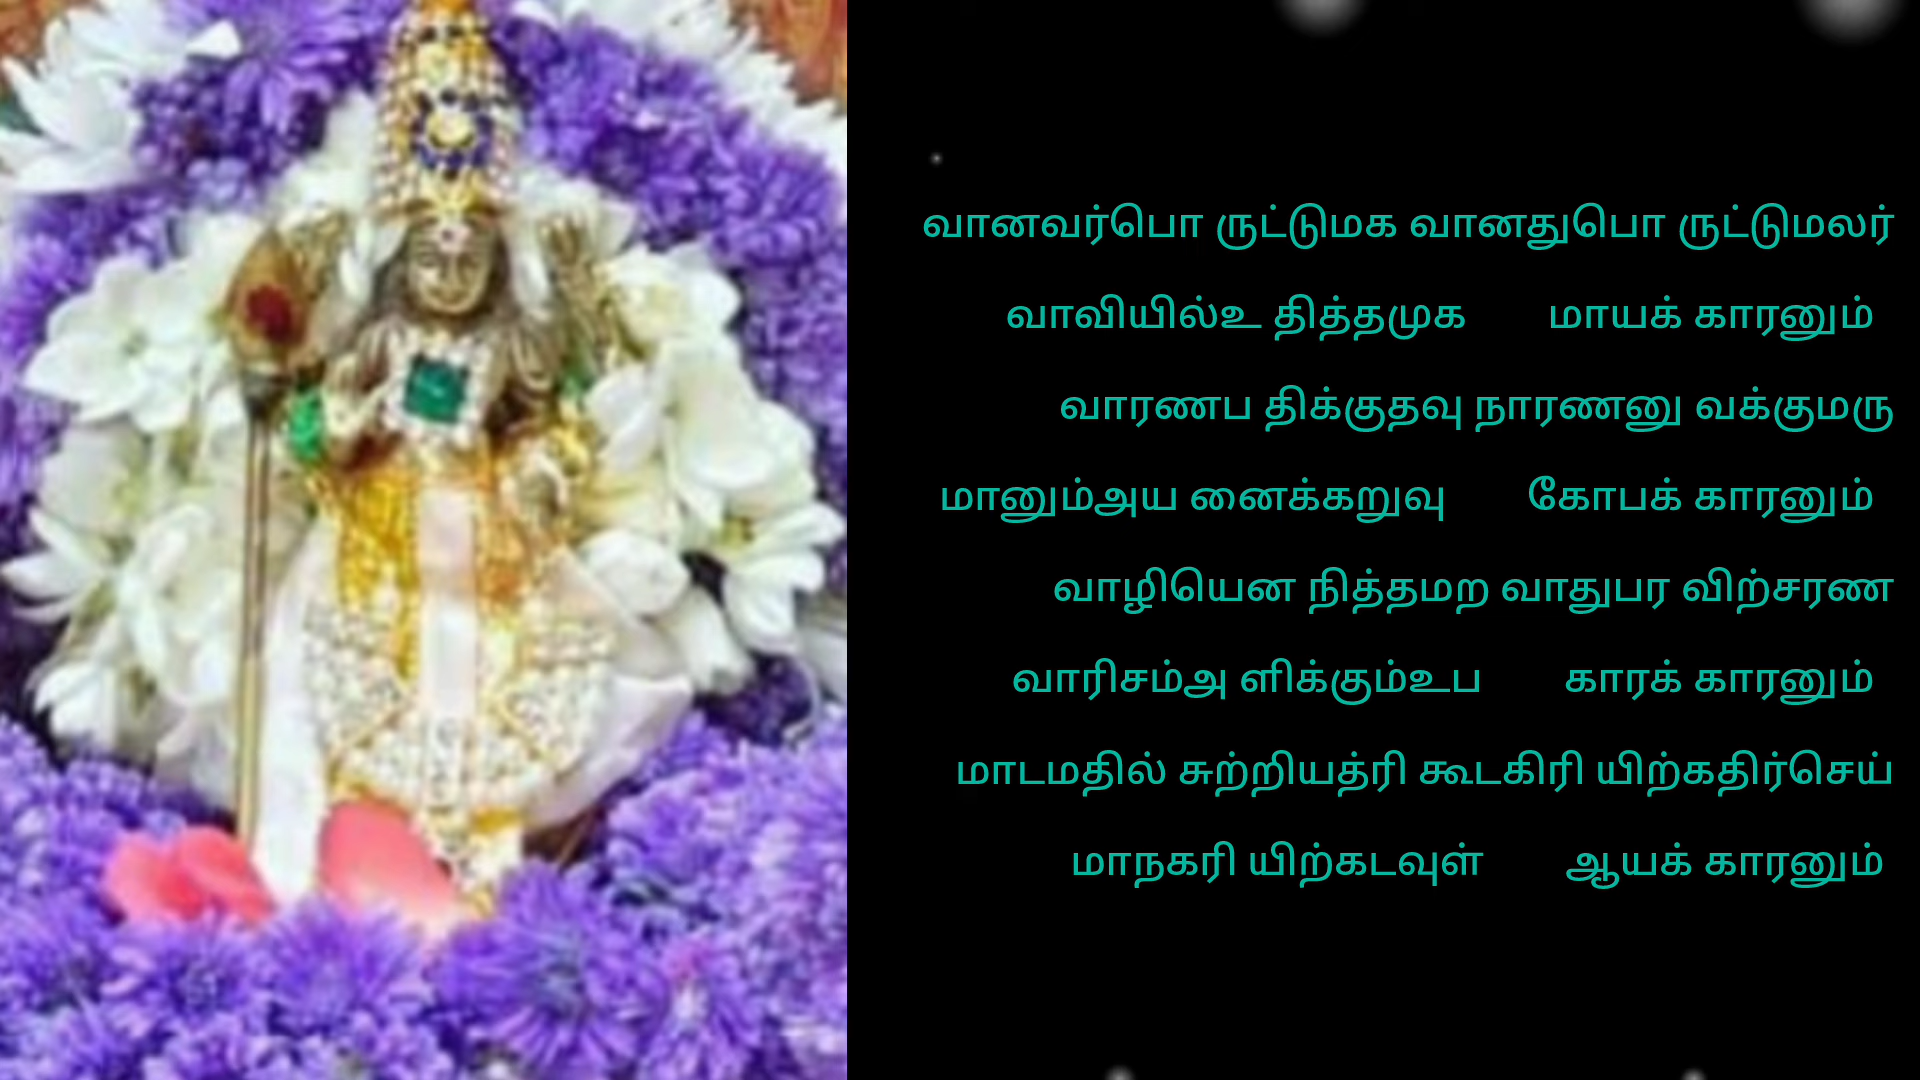 வானவர்பொ ருட்டுமக வானதுபொ ருட்டுமலர்
வாவியில்உ தித்தமுக மாயக் காரனும்
வாரணப திக்குதவு நாரணனு வக்குமரு
மானும்அய னைக்கறுவு கோபக் காரனும்
வாழியென நித்தமற வாதுபர விற்சரண
வாரிசம்அ ளிக்கும்உப காரக் காரனும்
மாடமதில் சுற்றியத்ரி கூடகிரி யிற்கதிர்செய்
மாநகரி யிற்கடவுள் ஆயக் காரனும்